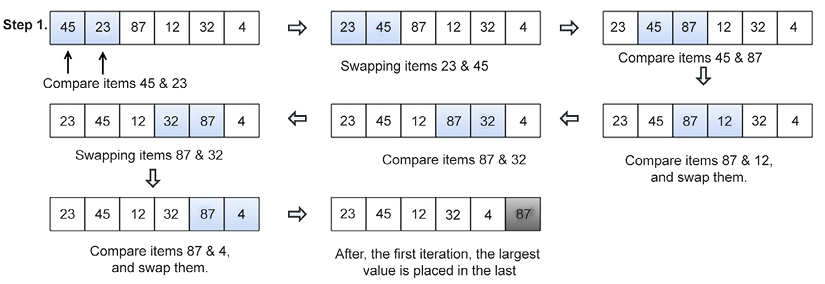 Step 1. 45 23 87 12 32 4
Compare items 45 & 23
23 45 87 12 32 4
Swapping items 23 & 45
23 45 87 12 32 4
Compare items 45 & 87
23 45 87 12 32 4
Compare items 87 & 12,
and swap them.
23 45 12 87 32 4
Compare items 87 & 32
23 45 12 32 87 4
Swapping items 87 & 32
23 45 12 32 87 4
Compare items 87 & 4,
and swap them.
23 45 12 32 4 87
After, the first iteration, the largest
value is placed in the last